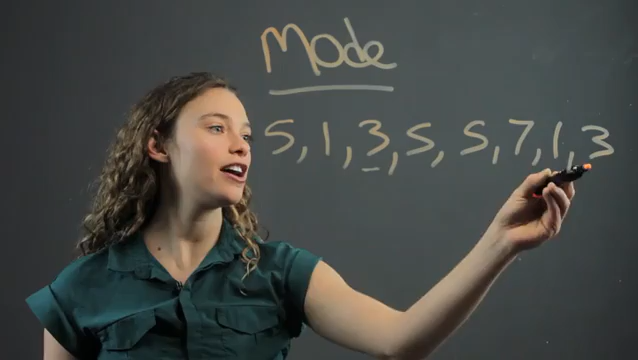 Mode
5, 1, 3, 5, 5, 7, 1, 3